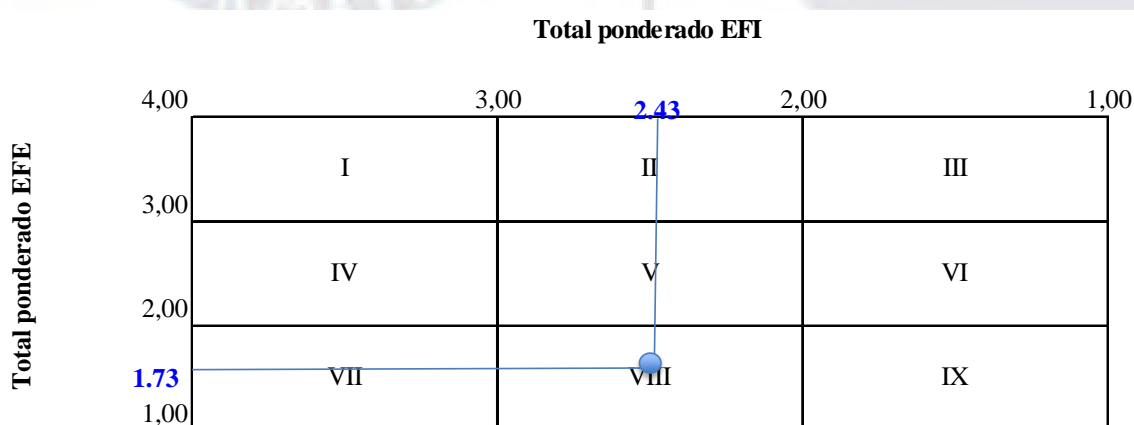 Total ponderado EFI
4,00 3,00 2,00 1,00
2.43
Total ponderado EFE
I II III
3,00
IV V VI
2,00
1.73 VII VIII IX
1,00